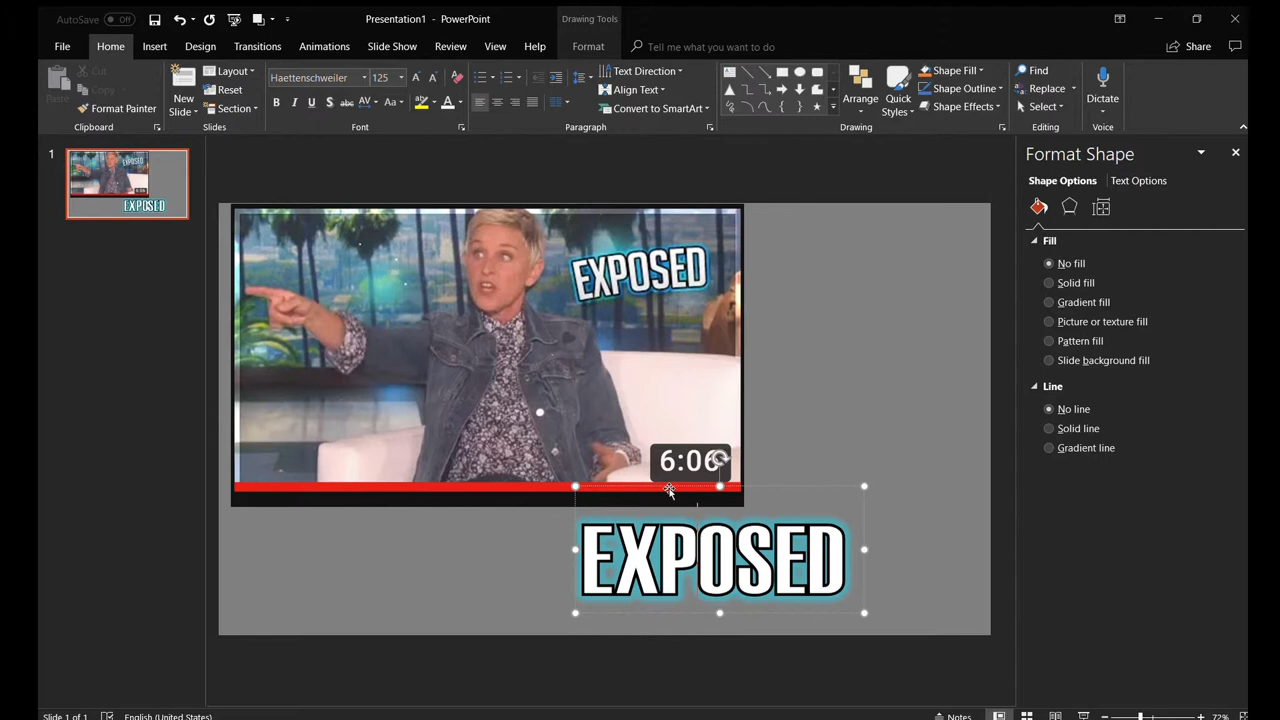 AutoSave Off
Presentation1 - PowerPoint
Drawing Tools
File Home Insert Design Transitions Animations Slide Show Review View Help Format Tell me what you want to do Share
Paste
Cut
Copy
Format Painter
Clipboard
New Slide
Layout
Reset
Section
Slides
Haettenschweiler 125
B I U S abc AV Aa A
Font
Text Direction
Align Text
Convert to SmartArt
Paragraph
Arrange
Quick Styles
Shape Fill
Shape Outline
Shape Effects
Drawing
Find
Replace
Select
Editing
Dictate
Voice
1
EXPOSED
EXPOSED
EXPOSED
6:06
EXPOSED
Format Shape
Shape Options Text Options
Fill
No fill
Solid fill
Gradient fill
Picture or texture fill
Pattern fill
Slide background fill
Line
No line
Solid line
Gradient line
Slide 1 of 1 English (United States) Notes 72%